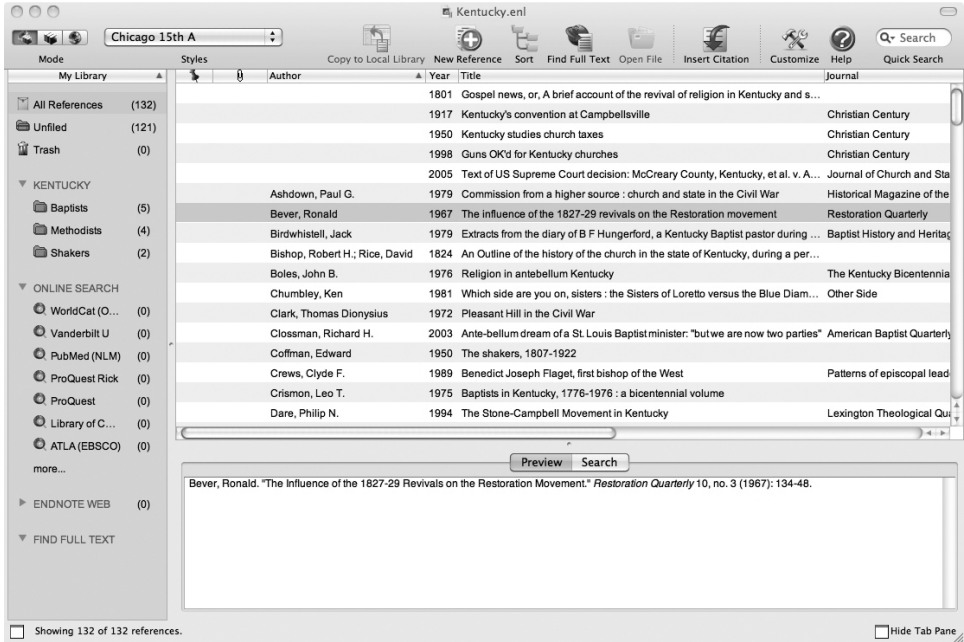 Kentucky.enl
Chicago 15th A
Search
Mode Styles Copy to Local Library New Reference Sort Find Full Text Open File Insert Citation Customize Help Quick Search
My Library Author Year Title Journal
All References (132)
Unfiled (121)
Trash (0)
KENTUCKY
Baptists (5)
Methodists (4)
Shakers (2)
ONLINE SEARCH
WorldCat (O... (0)
Vanderbilt U (0)
PubMed (NLM) (0)
ProQuest Rick (0)
ProQuest (0)
Library of C... (0)
ATLA (EBSCO) (0)
more...
ENDNOTE WEB (0)
FIND FULL TEXT
1801 Gospel news, or, A brief account of the revival of religion in Kentucky and s...
1917 Kentucky's convention at Campbellsville Christian Century
1950 Kentucky studies church taxes Christian Century
1998 Guns OK'd for Kentucky churches Christian Century
2005 Text of US Supreme Court decision: McCreary County, Kentucky, et al. v. A... Journal of Church and Sta
Ashdown, Paul G. 1979 Commission from a higher source : church and state in the Civil War Historical Magazine of the
Bever, Ronald 1967 The influence of the 1827-29 revivals on the Restoration movement Restoration Quarterly
Birdwhistell, Jack 1979 Extracts from the diary of B F Hungerford, a Kentucky Baptist pastor during ... Baptist History and Heritag
Bishop, Robert H.; Rice, David 1824 An Outline of the history of the church in the state of Kentucky, during a per...
Boles, John B. 1976 Religion in antebellum Kentucky The Kentucky Bicentennia
Chumbley, Ken 1981 Which side are you on, sisters : the Sisters of Loretto versus the Blue Diam... Other Side
Clark, Thomas Dionysius 1972 Pleasant Hill in the Civil War
Clossman, Richard H. 2003 Ante-bellum dream of a St. Louis Baptist minister: "but we are now two parties" American Baptist Quarterly
Coffman, Edward 1950 The shakers, 1807-1922
Crews, Clyde F. 1989 Benedict Joseph Flaget, first bishop of the West Patterns of episcopal lead
Crismon, Leo T. 1975 Baptists in Kentucky, 1776-1976 : a bicentennial volume
Dare, Philip N. 1994 The Stone-Campbell Movement in Kentucky Lexington Theological Qua
Preview Search
Bever, Ronald. "The Influence of the 1827-29 Revivals on the Restoration Movement." Restoration Quarterly 10, no. 3 (1967): 134-48.
Showing 132 of 132 references.
Hide Tab Pane